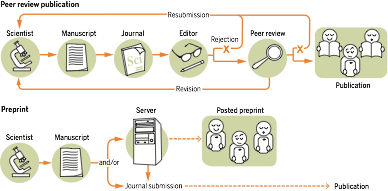 Peer review publication
Resubmission
Scientist
Manuscript
Journal
Editor
Rejection
Peer review
Sci
Revision
Publication
Preprint
Server
Posted preprint
Scientist
Manuscript
and/or
Journal submission
Publication